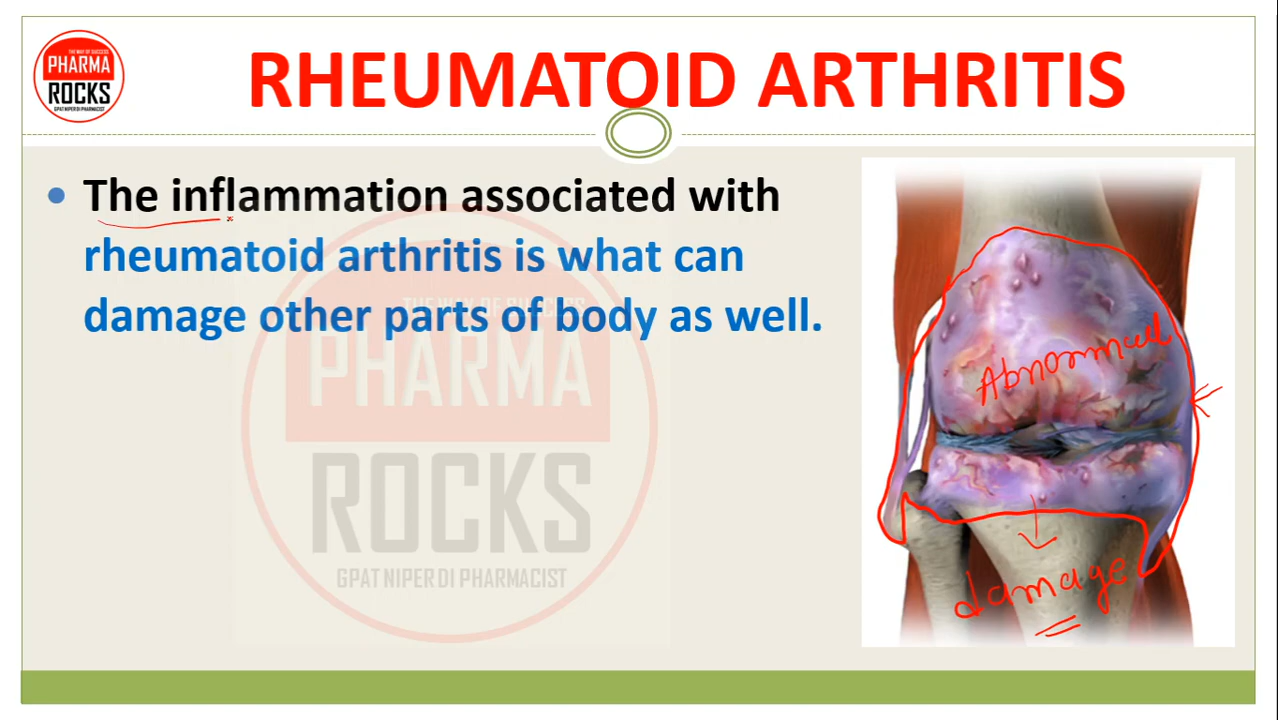 THE WAY OF SUCCESS
PHARMA
ROCKS
GPAT NIPER DI PHARMACIST
RHEUMATOID ARTHRITIS
• The inflammation associated with
rheumatoid arthritis is what can
damage other parts of body as well.
THE WAY OF SUCCESS
PHARMA
ROCKS
GPAT NIPER DI PHARMACIST
Abnormal
damage